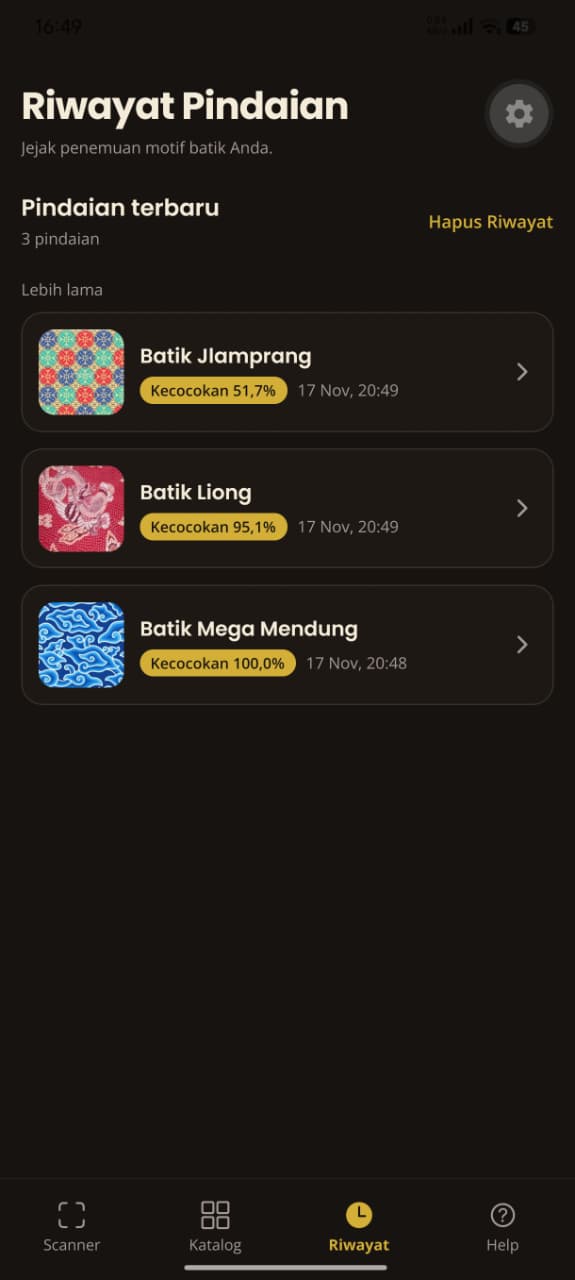 16:49
45
Riwayat Pindaian
Jejak penemuan motif batik Anda.
Pindaian terbaru
3 pindaian
Hapus Riwayat
Lebih lama
Batik Jlamprang
Kecocokan 51,7% 17 Nov, 20:49
Batik Liong
Kecocokan 95,1% 17 Nov, 20:49
Batik Mega Mendung
Kecocokan 100,0% 17 Nov, 20:48
Scanner Katalog Riwayat Help